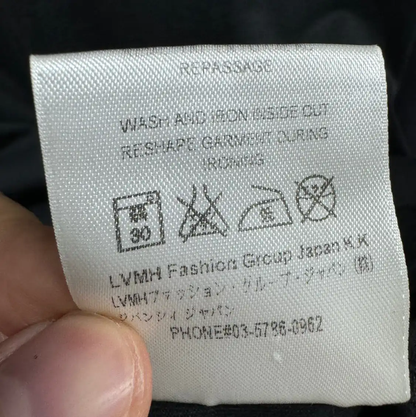 REPASSAGE
WASH AND IRON INSIDE OUT
RESHAPE GARMENT DURING
IRONING
30
LVMH Fashion Group Japan K.K
LVMHファッション・グループ・ジャパン (株)
ジバンシィ ジャパン
PHONE#03-5786-0962